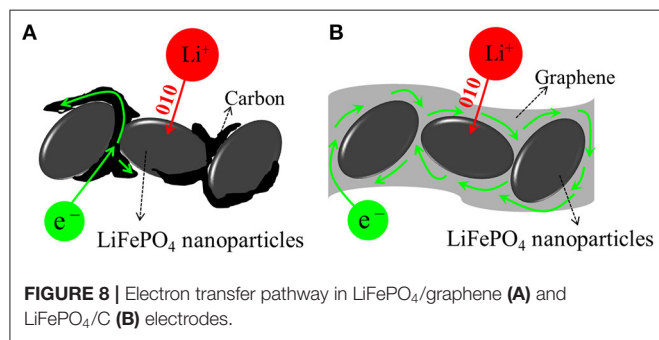 A
Li⁺
010
Carbon
e⁻
LiFePO₄ nanoparticles
B
Li⁺
010
Graphene
e⁻
LiFePO₄ nanoparticles
FIGURE 8 | Electron transfer pathway in LiFePO₄/graphene (A) and
LiFePO₄/C (B) electrodes.